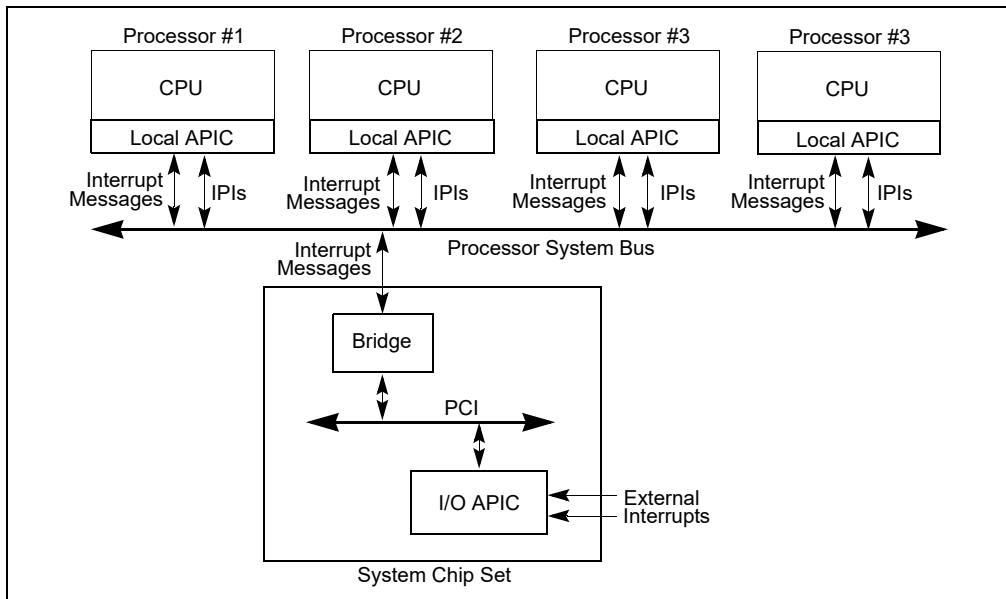 Processor #1
Processor #2
Processor #3
Processor #3
CPU
CPU
CPU
CPU
Local APIC
Local APIC
Local APIC
Local APIC
Interrupt
Messages
IPIs
Interrupt
Messages
IPIs
Interrupt
Messages
IPIs
Interrupt
Messages
IPIs
Processor System Bus
Interrupt
Messages
Bridge
PCI
I/O APIC
External
Interrupts
System Chip Set